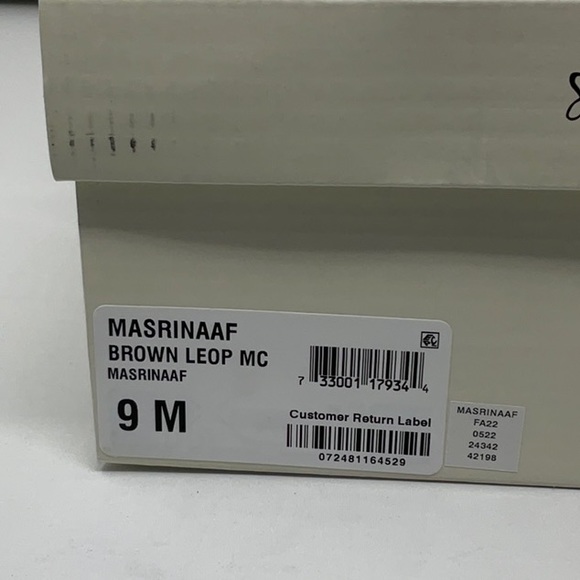 MASRINAAF
BROWN LEOP MC
MASRINAAF
9 M
7 33001 17934 4
Customer Return Label
072481164529
MASRINAAF
FA22
0522
24342
42198